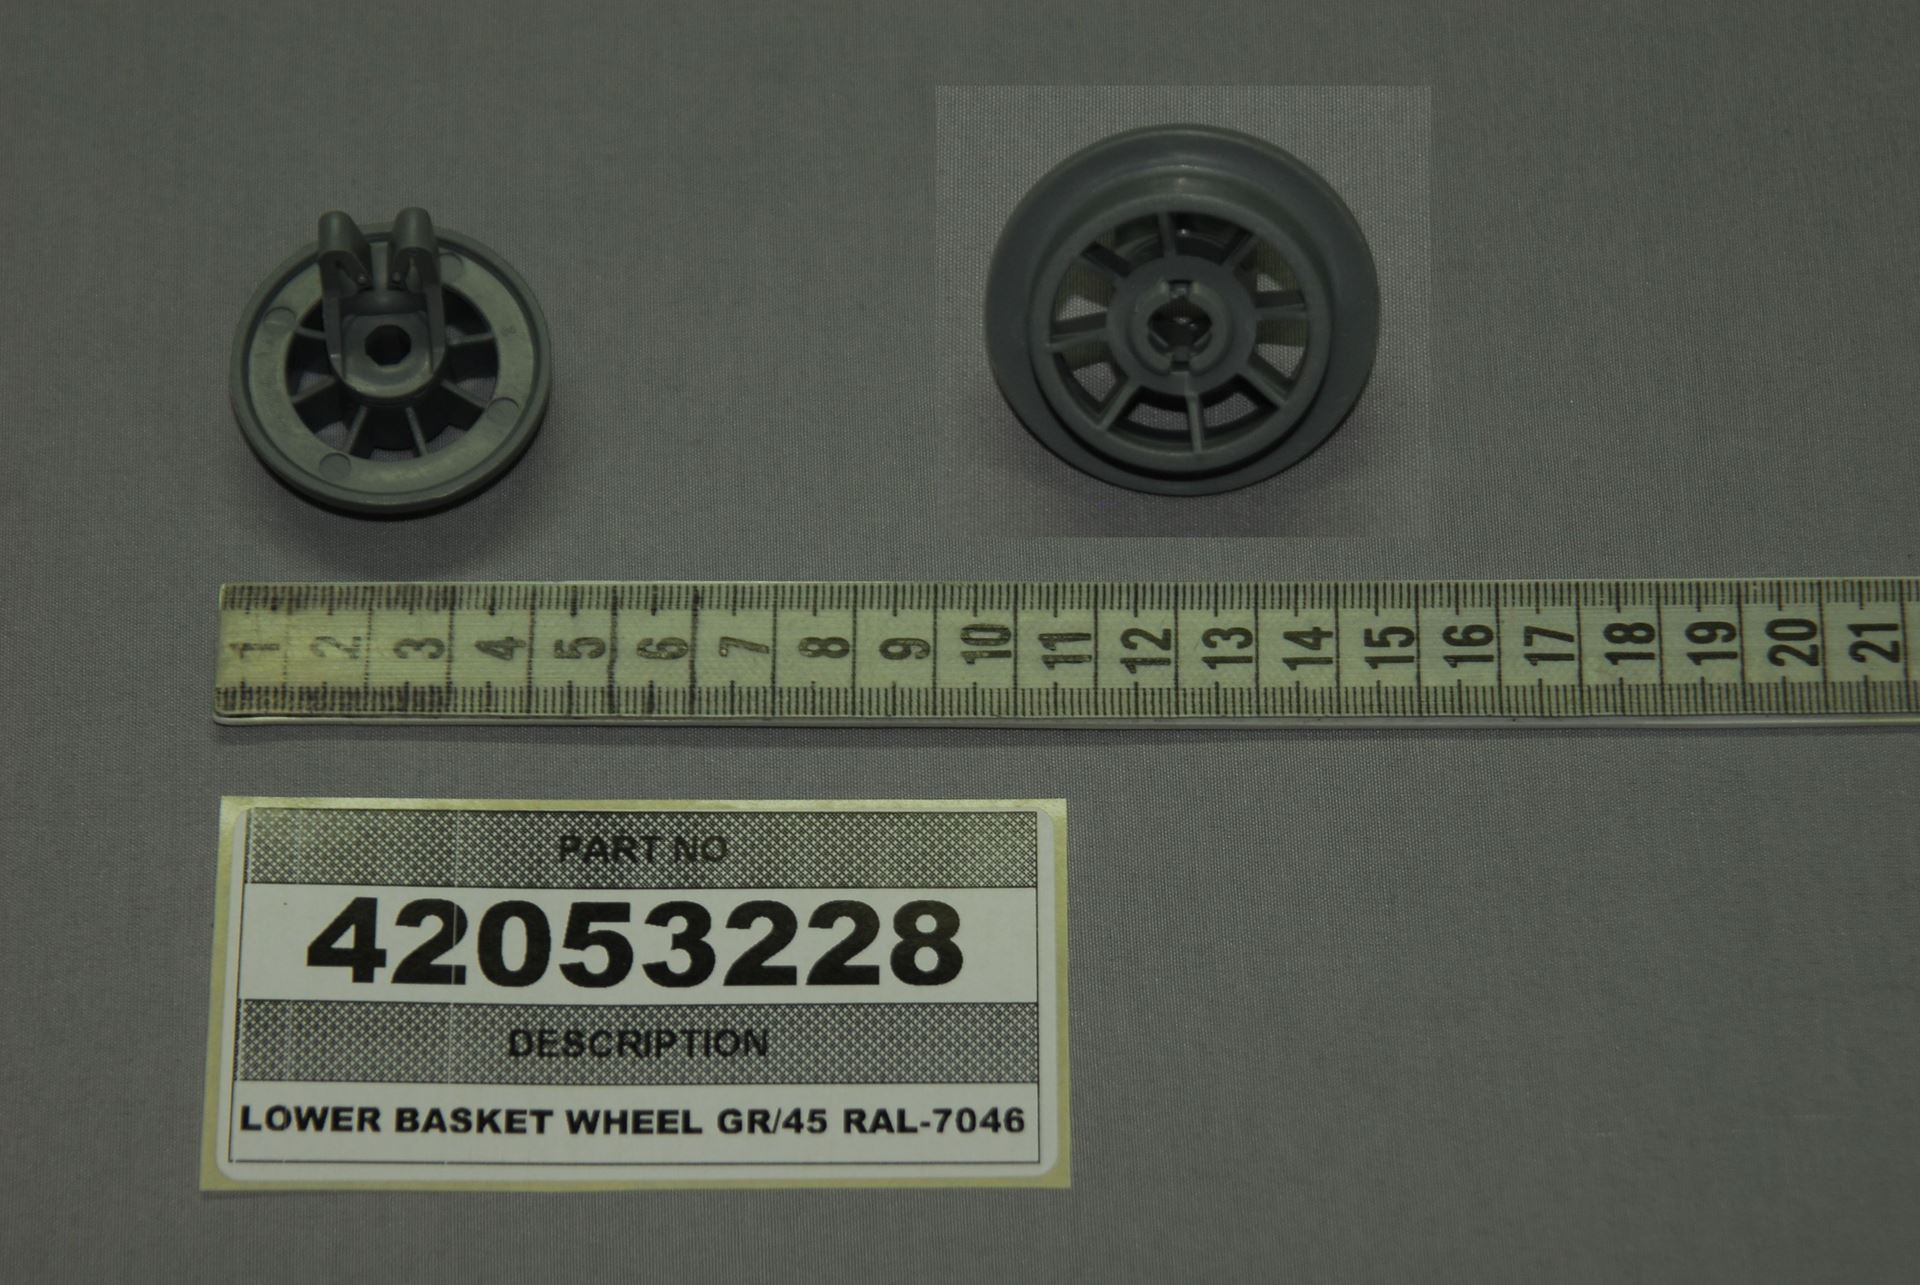 1 2 3 4 5 6 7 8 9 10 11 12 13 14 15 16 17 18 19 20 21
PART NO
42053228
DESCRIPTION
LOWER BASKET WHEEL GR/45 RAL-7046